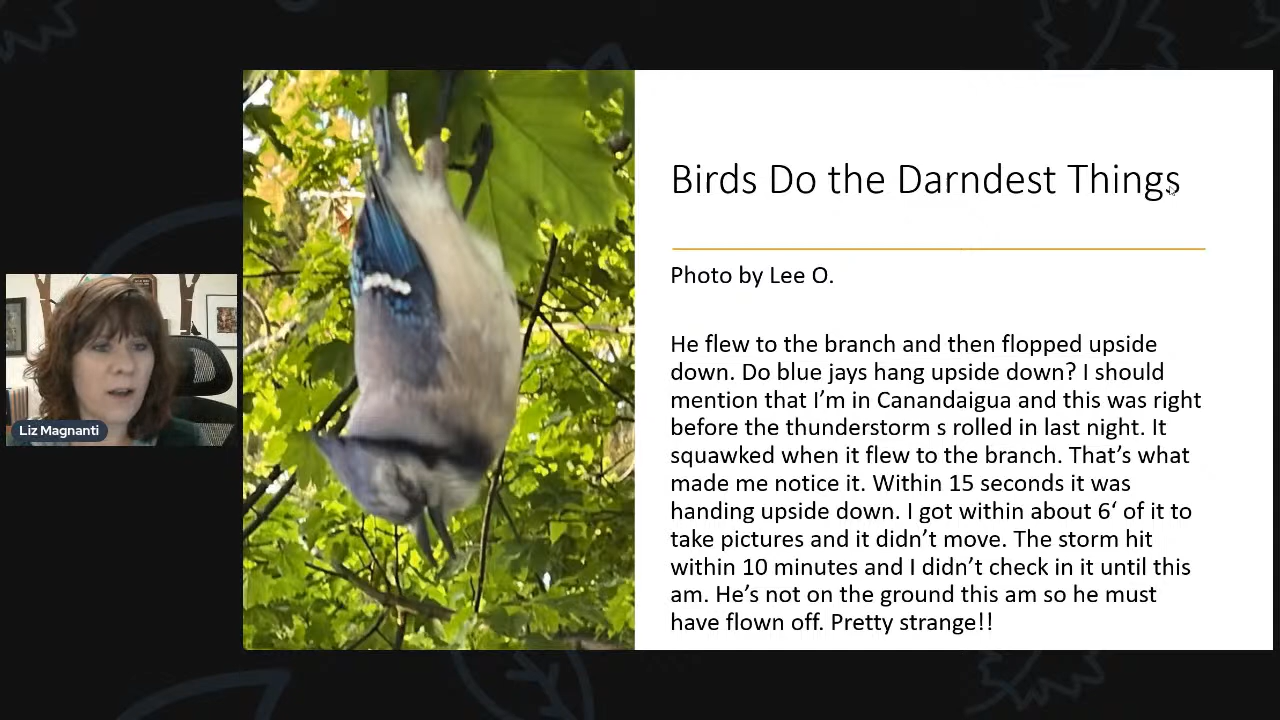 Birds Do the Darndest Things
Photo by Lee O.
He flew to the branch and then flopped upside
down. Do blue jays hang upside down? I should
mention that I'm in Canandaigua and this was right
before the thunderstorm s rolled in last night. It
squawked when it flew to the branch. That's what
made me notice it. Within 15 seconds it was
handing upside down. I got within about 6‘ of it to
take pictures and it didn't move. The storm hit
within 10 minutes and I didn't check in it until this
am. He's not on the ground this am so he must
have flown off. Pretty strange!!
Liz Magnanti